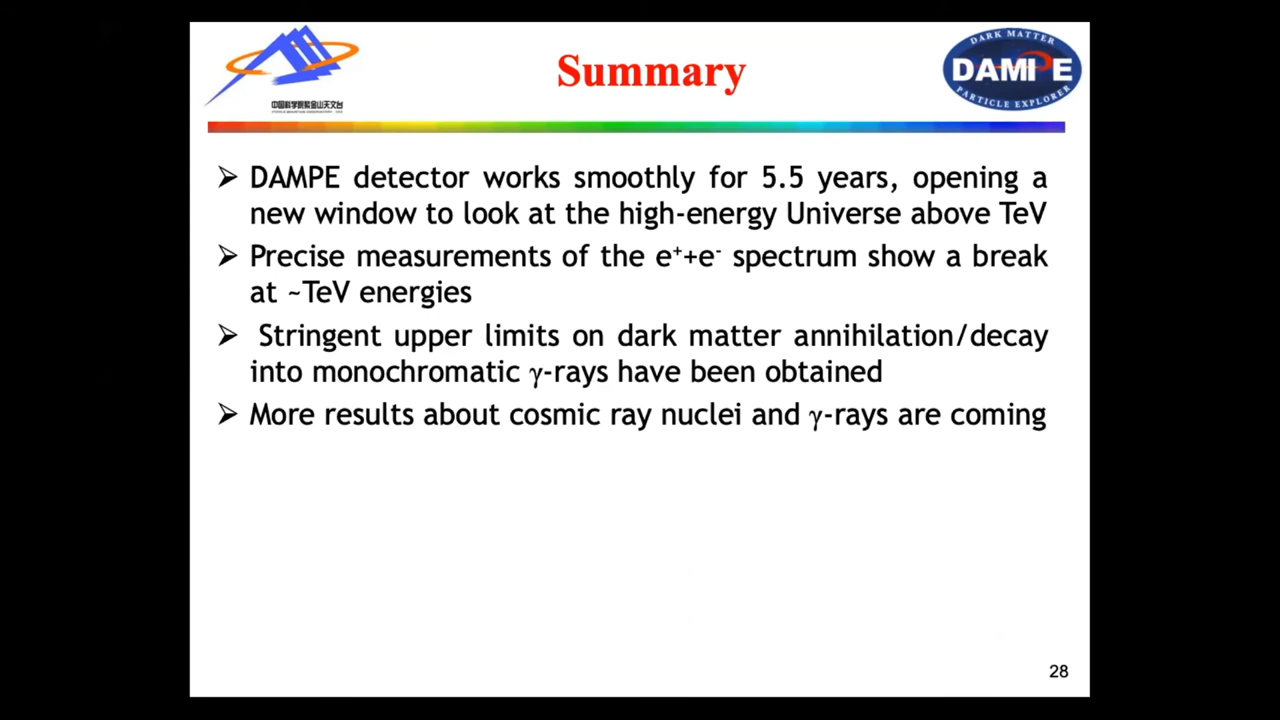 中国科学院紫金山天文台
Summary
DARK MATTER
DAMPE
PARTICLE EXPLORER
➢ DAMPE detector works smoothly for 5.5 years, opening a
new window to look at the high-energy Universe above TeV
➢ Precise measurements of the e⁺+e⁻ spectrum show a break
at ~TeV energies
➢ Stringent upper limits on dark matter annihilation/decay
into monochromatic γ-rays have been obtained
➢ More results about cosmic ray nuclei and γ-rays are coming
28